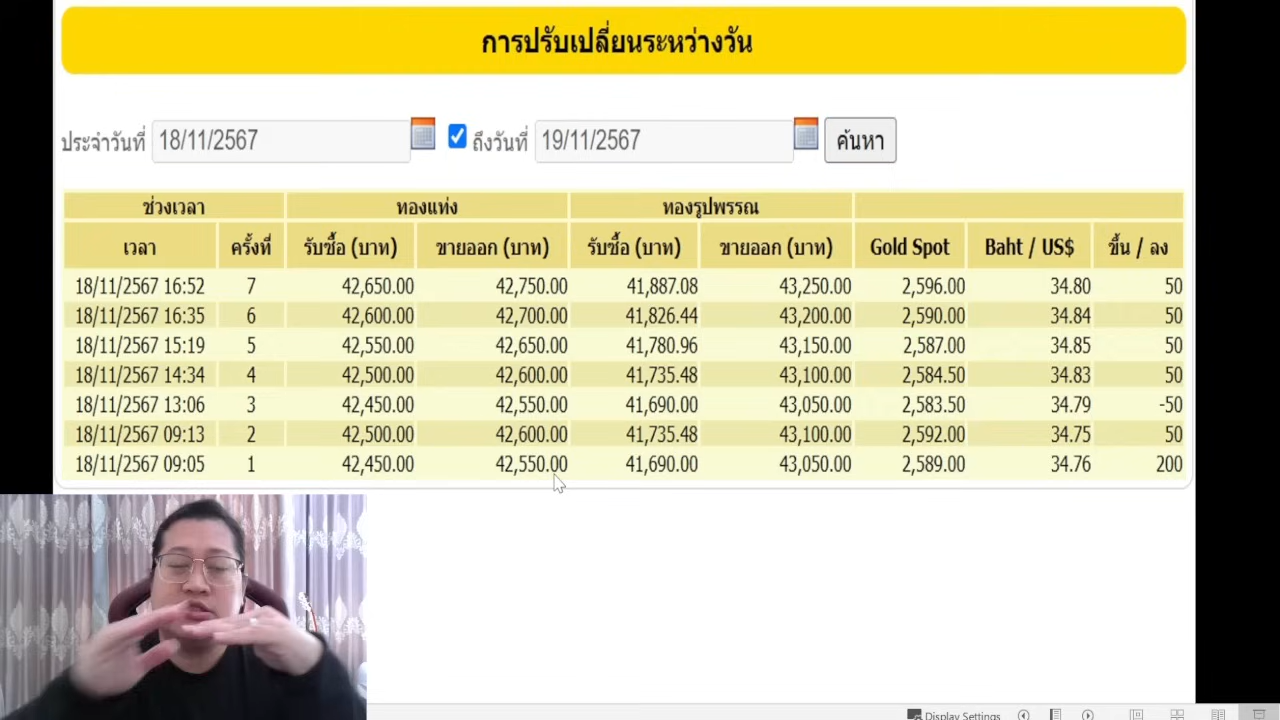 การปรับเปลี่ยนระหว่างวัน
ประจำวันที่ 18/11/2567 ถึงวันที่ 19/11/2567 ค้นหา
ช่วงเวลา ทองแท่ง ทองรูปพรรณ
เวลา ครั้งที่ รับซื้อ (บาท) ขายออก (บาท) รับซื้อ (บาท) ขายออก (บาท) Gold Spot Baht / US$ ขึ้น / ลง
18/11/2567 16:52 7 42,650.00 42,750.00 41,887.08 43,250.00 2,596.00 34.80 50
18/11/2567 16:35 6 42,600.00 42,700.00 41,826.44 43,200.00 2,590.00 34.84 50
18/11/2567 15:19 5 42,550.00 42,650.00 41,780.96 43,150.00 2,587.00 34.85 50
18/11/2567 14:34 4 42,500.00 42,600.00 41,735.48 43,100.00 2,584.50 34.83 50
18/11/2567 13:06 3 42,450.00 42,550.00 41,690.00 43,050.00 2,583.50 34.79 -50
18/11/2567 09:13 2 42,500.00 42,600.00 41,735.48 43,100.00 2,592.00 34.75 50
18/11/2567 09:05 1 42,450.00 42,550.00 41,690.00 43,050.00 2,589.00 34.76 200
Display Settings